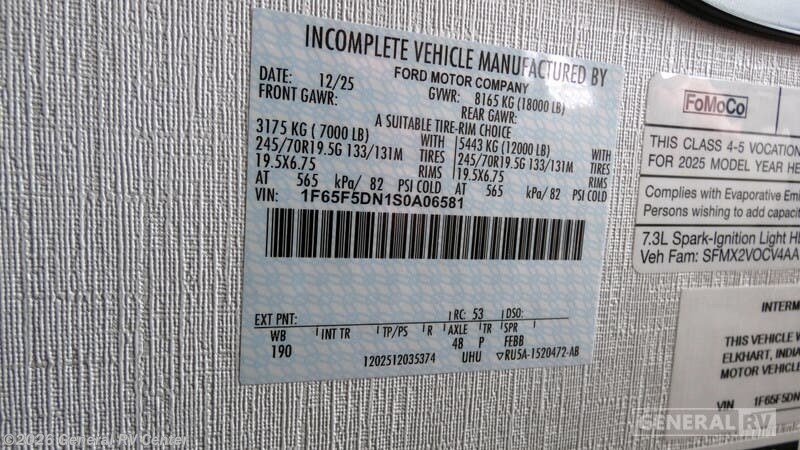 INCOMPLETE VEHICLE MANUFACTURED BY
FORD MOTOR COMPANY
DATE: 12/25 GVWR: 8165 KG (18000 LB)
FRONT GAWR: REAR GAWR:
A SUITABLE TIRE-RIM CHOICE
3175 KG ( 7000 LB) WITH 5443 KG (12000 LB) WITH
245/70R19.5G 133/131M TIRES 245/70R19.5G 133/131M TIRES
19.5X6.75 RIMS 19.5X6.75 RIMS
AT 565 kPa/ 82 PSI COLD AT 565 kPa/ 82 PSI COLD
VIN: 1F65F5DN1S0A06581
EXT PNT: RC: 53 DSO:
WB INT TR TP/PS R AXLE TR SPR
190 48 P FEBB
1202512035374 UHU ▽RU5A-1520472-AB
FoMoCo
THIS CLASS 4-5 VOCATION
FOR 2025 MODEL YEAR HE
Complies with Evaporative Emi
Persons wishing to add capaci
7.3L Spark-Ignition Light H
Veh Fam: SFMX2VOCV4AA
INTERM
THIS VEHICLE W
ELKHART, INDIAN
MOTOR VEHICLE
VIN 1F65F5DN
GENERAL RV
©2026 General RV Center